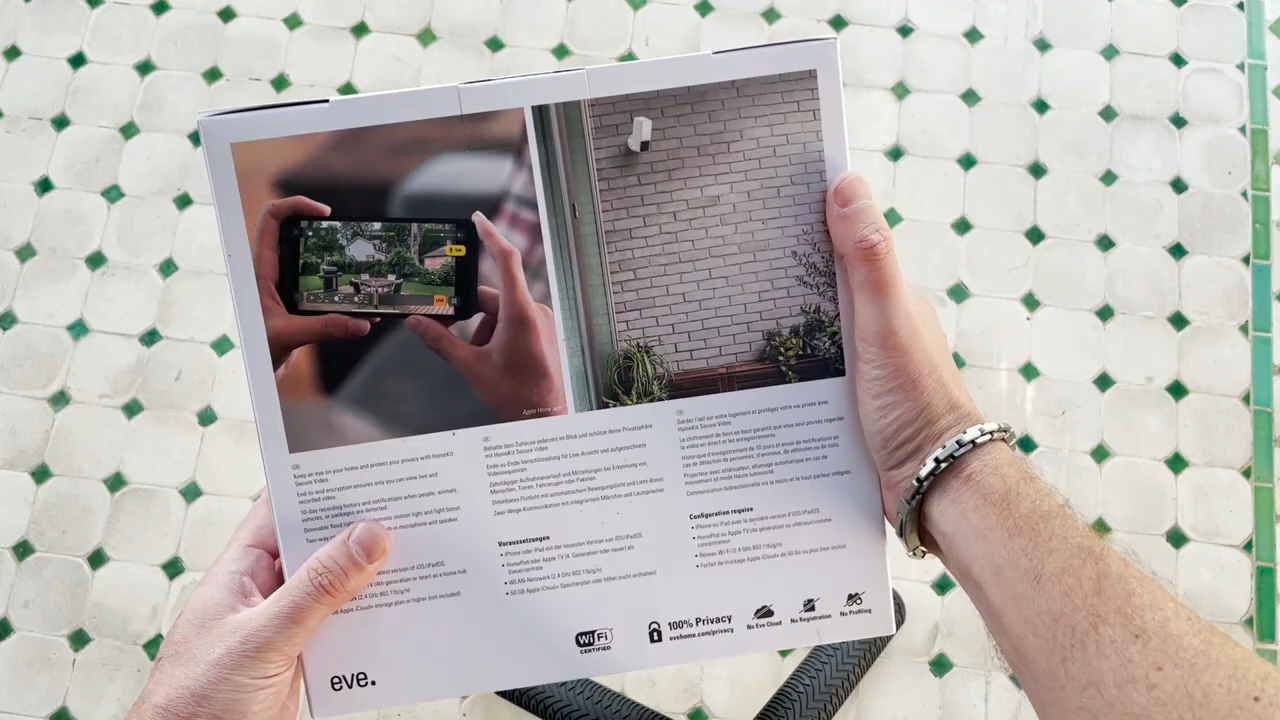 Talk
LIVE
Apple Home app
Keep an eye on your home and protect your privacy with HomeKit
Secure Video
End-to-end encryption ensures only you can view live and
recorded video.
10-day recording history and notifications when people, animals,
vehicles, or packages are detected.
Dimmable flood light automatic motion light and light boost.
Two-way in microphone and speaker
latest version of iOS/iPadOS
TV (4th generation or later) as a home hub
(2.4 GHz 802.11b/g/n)
Apple iCloud+ storage plan or higher (not included)
DE
Behalte dein Zuhause jederzeit im Blick und schütze deine Privatsphäre
mit HomeKit Secure Video
Ende-zu-Ende-Verschlüsselung für Live-Ansicht und aufgezeichnete
Videosequenzen.
Zehntägiger Aufnahmeverlauf und Mitteilungen bei Erkennung von
Menschen, Tieren, Fahrzeugen oder Paketen.
Dimmbares Flutlicht mit automatischem Bewegungslicht und Licht-Boost.
Zwei-Wege-Kommunikation mit integriertem Mikrofon und Lautsprecher
Voraussetzungen
• iPhone oder iPad mit der neuesten Version von iOS/iPadOS
• HomePod oder Apple TV (4. Generation oder neuer) als
Steuerzentrale
• WLAN-Netzwerk (2,4 GHz 802.11b/g/n)
• 50 GB Apple iCloud+ Speicherplan oder höher (nicht enthalten)
Gardez l'œil sur votre logement et protégez votre vie privée avec
HomeKit Secure Video
Le chiffrement de bout en bout garantit que vous seul pouvez regarder
la vidéo en direct et les enregistrements.
Historique d'enregistrement de 10 jours et envoi de notifications en
cas de détection de personnes, d'animaux, de véhicules ou de colis.
Projecteur avec atténuateur, allumage automatique en cas de
mouvement et mode Haute luminosité.
Communication bidirectionnelle via le micro et le haut-parleur intégrés
Configuration requise
• iPhone ou iPad avec la dernière version d'iOS/iPadOS
• HomePod ou Apple TV (4e génération ou ultérieur) comme
concentrateur
• Réseau Wi-Fi (2,4 GHz 802.11b/g/n)
• Forfait de stockage Apple iCloud+ de 50 Go ou plus (non inclus)
eve.
Wi Fi
CERTIFIED
100% Privacy
evehome.com/privacy
No Eve Cloud
No Registration
No Profiling